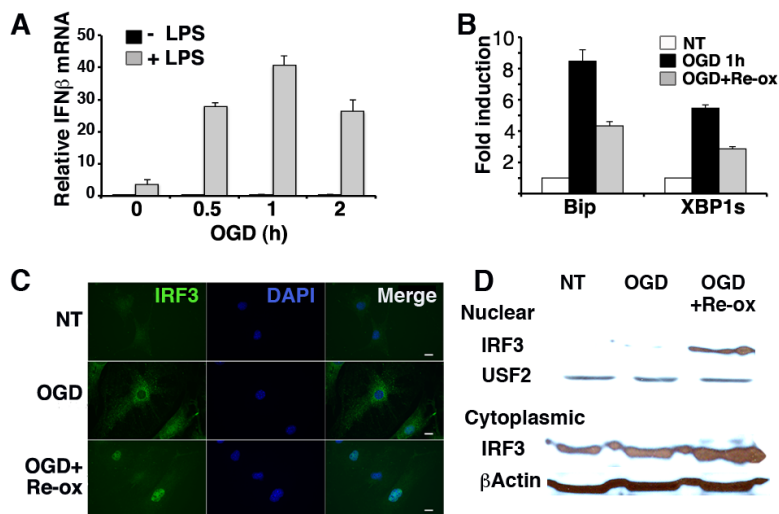 A
Relative IFNβ mRNA
50
40
30
20
10
0
- LPS
+ LPS
0 0.5 1 2
OGD (h)
B
Fold induction
10
8
6
4
2
NT
OGD 1h
OGD+Re-ox
Bip XBP1s
C
IRF3 DAPI Merge
NT
OGD
OGD+
Re-ox
D
NT OGD OGD
+Re-ox
Nuclear
IRF3
USF2
Cytoplasmic
IRF3
βActin